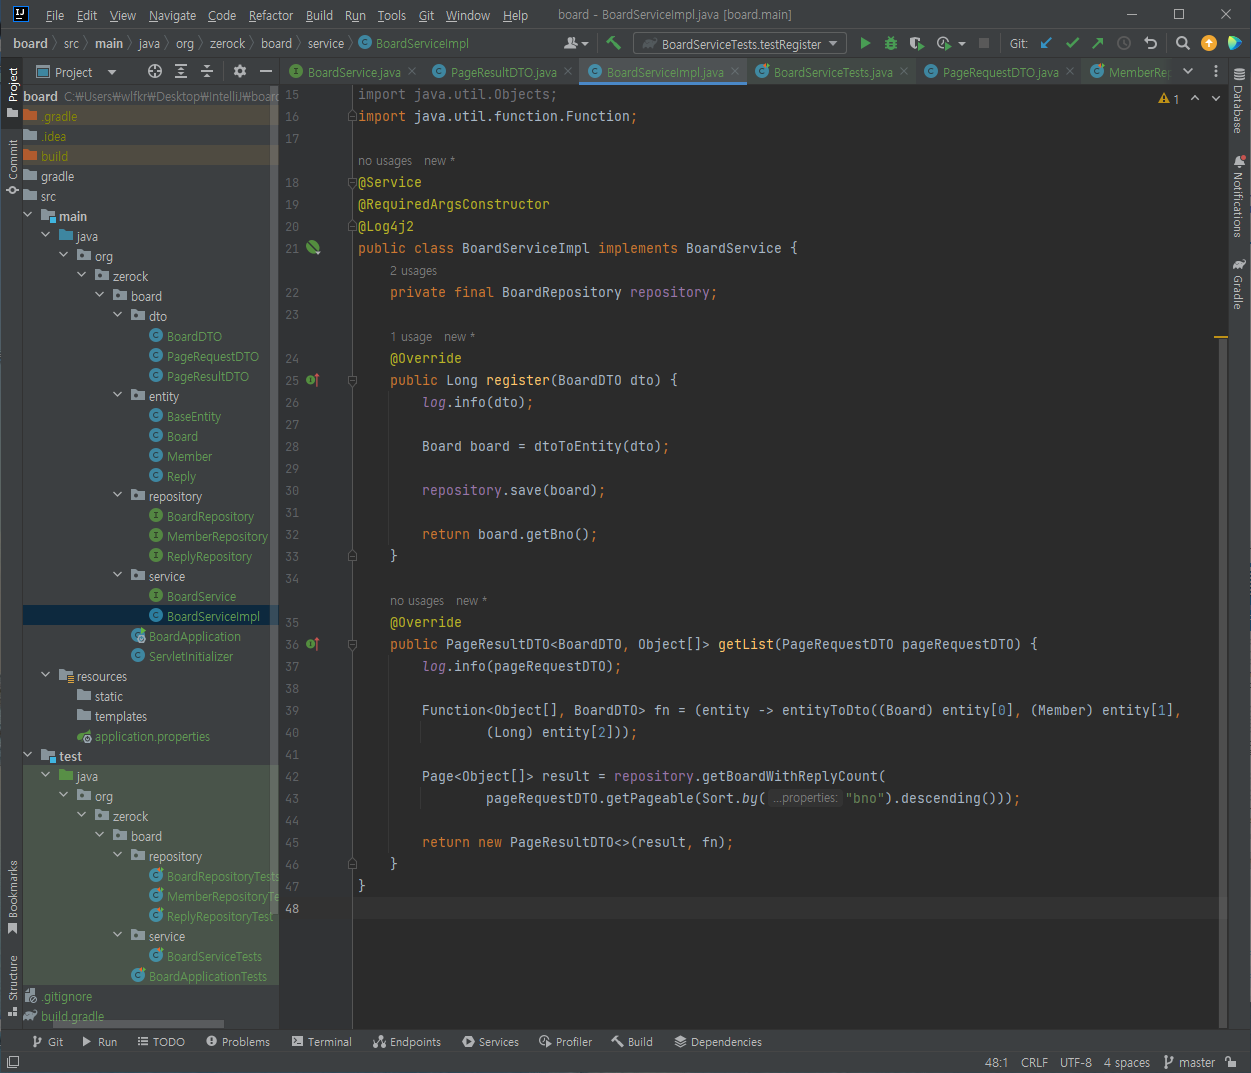 File Edit View Navigate Code Refactor Build Run Tools Git Window Help board - BoardServiceImpl.java [board.main]
board src main java org zerock board service BoardServiceImpl BoardServiceTests.testRegister Git:
Project BoardService.java PageResultDTO.java BoardServiceImpl.java BoardServiceTests.java PageRequestDTO.java MemberRe
Project
Commit
Bookmarks
Structure
board C:₩Users₩wlfkr₩Desktop₩IntelliJ₩board
.gradle
.idea
build
gradle
src
main
java
org
zerock
board
dto
BoardDTO
PageRequestDTO
PageResultDTO
entity
BaseEntity
Board
Member
Reply
repository
BoardRepository
MemberRepository
ReplyRepository
service
BoardService
BoardServiceImpl
BoardApplication
ServletInitializer
resources
static
templates
application.properties
test
java
org
zerock
board
repository
BoardRepositoryTests
MemberRepositoryTe
ReplyRepositoryTest
service
BoardServiceTests
BoardApplicationTests
.gitignore
build.gradle
15 import java.util.Objects;
16 import java.util.function.Function;
17
no usages new *
18 @Service
19 @RequiredArgsConstructor
20 @Log4j2
21 public class BoardServiceImpl implements BoardService {
2 usages
22 private final BoardRepository repository;
23
1 usage new *
24 @Override
25 public Long register(BoardDTO dto) {
26 log.info(dto);
27
28 Board board = dtoToEntity(dto);
29
30 repository.save(board);
31
32 return board.getBno();
33 }
34
no usages new *
35 @Override
36 public PageResultDTO<BoardDTO, Object[]> getList(PageRequestDTO pageRequestDTO) {
37 log.info(pageRequestDTO);
38
39 Function<Object[], BoardDTO> fn = (entity -> entityToDto((Board) entity[0], (Member) entity[1],
40 (Long) entity[2]));
41
42 Page<Object[]> result = repository.getBoardWithReplyCount(
43 pageRequestDTO.getPageable(Sort.by( ...properties: "bno").descending()));
44
45 return new PageResultDTO<>(result, fn);
46 }
47 }
48
1
Database
Notifications
Gradle
Git Run TODO Problems Terminal Endpoints Services Profiler Build Dependencies
48:1 CRLF UTF-8 4 spaces master